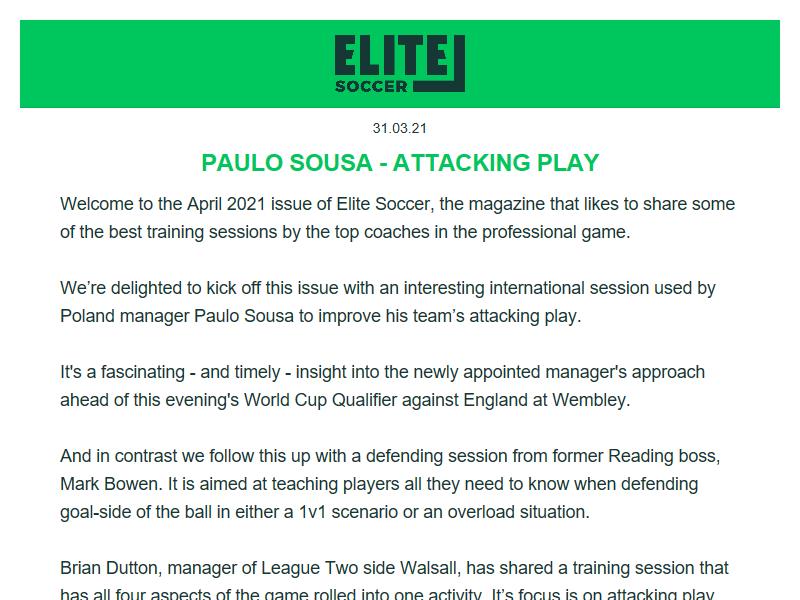 ELITE
SOCCER
31.03.21
PAULO SOUSA - ATTACKING PLAY
Welcome to the April 2021 issue of Elite Soccer, the magazine that likes to share some
of the best training sessions by the top coaches in the professional game.
We’re delighted to kick off this issue with an interesting international session used by
Poland manager Paulo Sousa to improve his team’s attacking play.
It's a fascinating - and timely - insight into the newly appointed manager's approach
ahead of this evening's World Cup Qualifier against England at Wembley.
And in contrast we follow this up with a defending session from former Reading boss,
Mark Bowen. It is aimed at teaching players all they need to know when defending
goal-side of the ball in either a 1v1 scenario or an overload situation.
Brian Dutton, manager of League Two side Walsall, has shared a training session that
has all four aspects of the game rolled into one activity. It’s focus is on attacking play